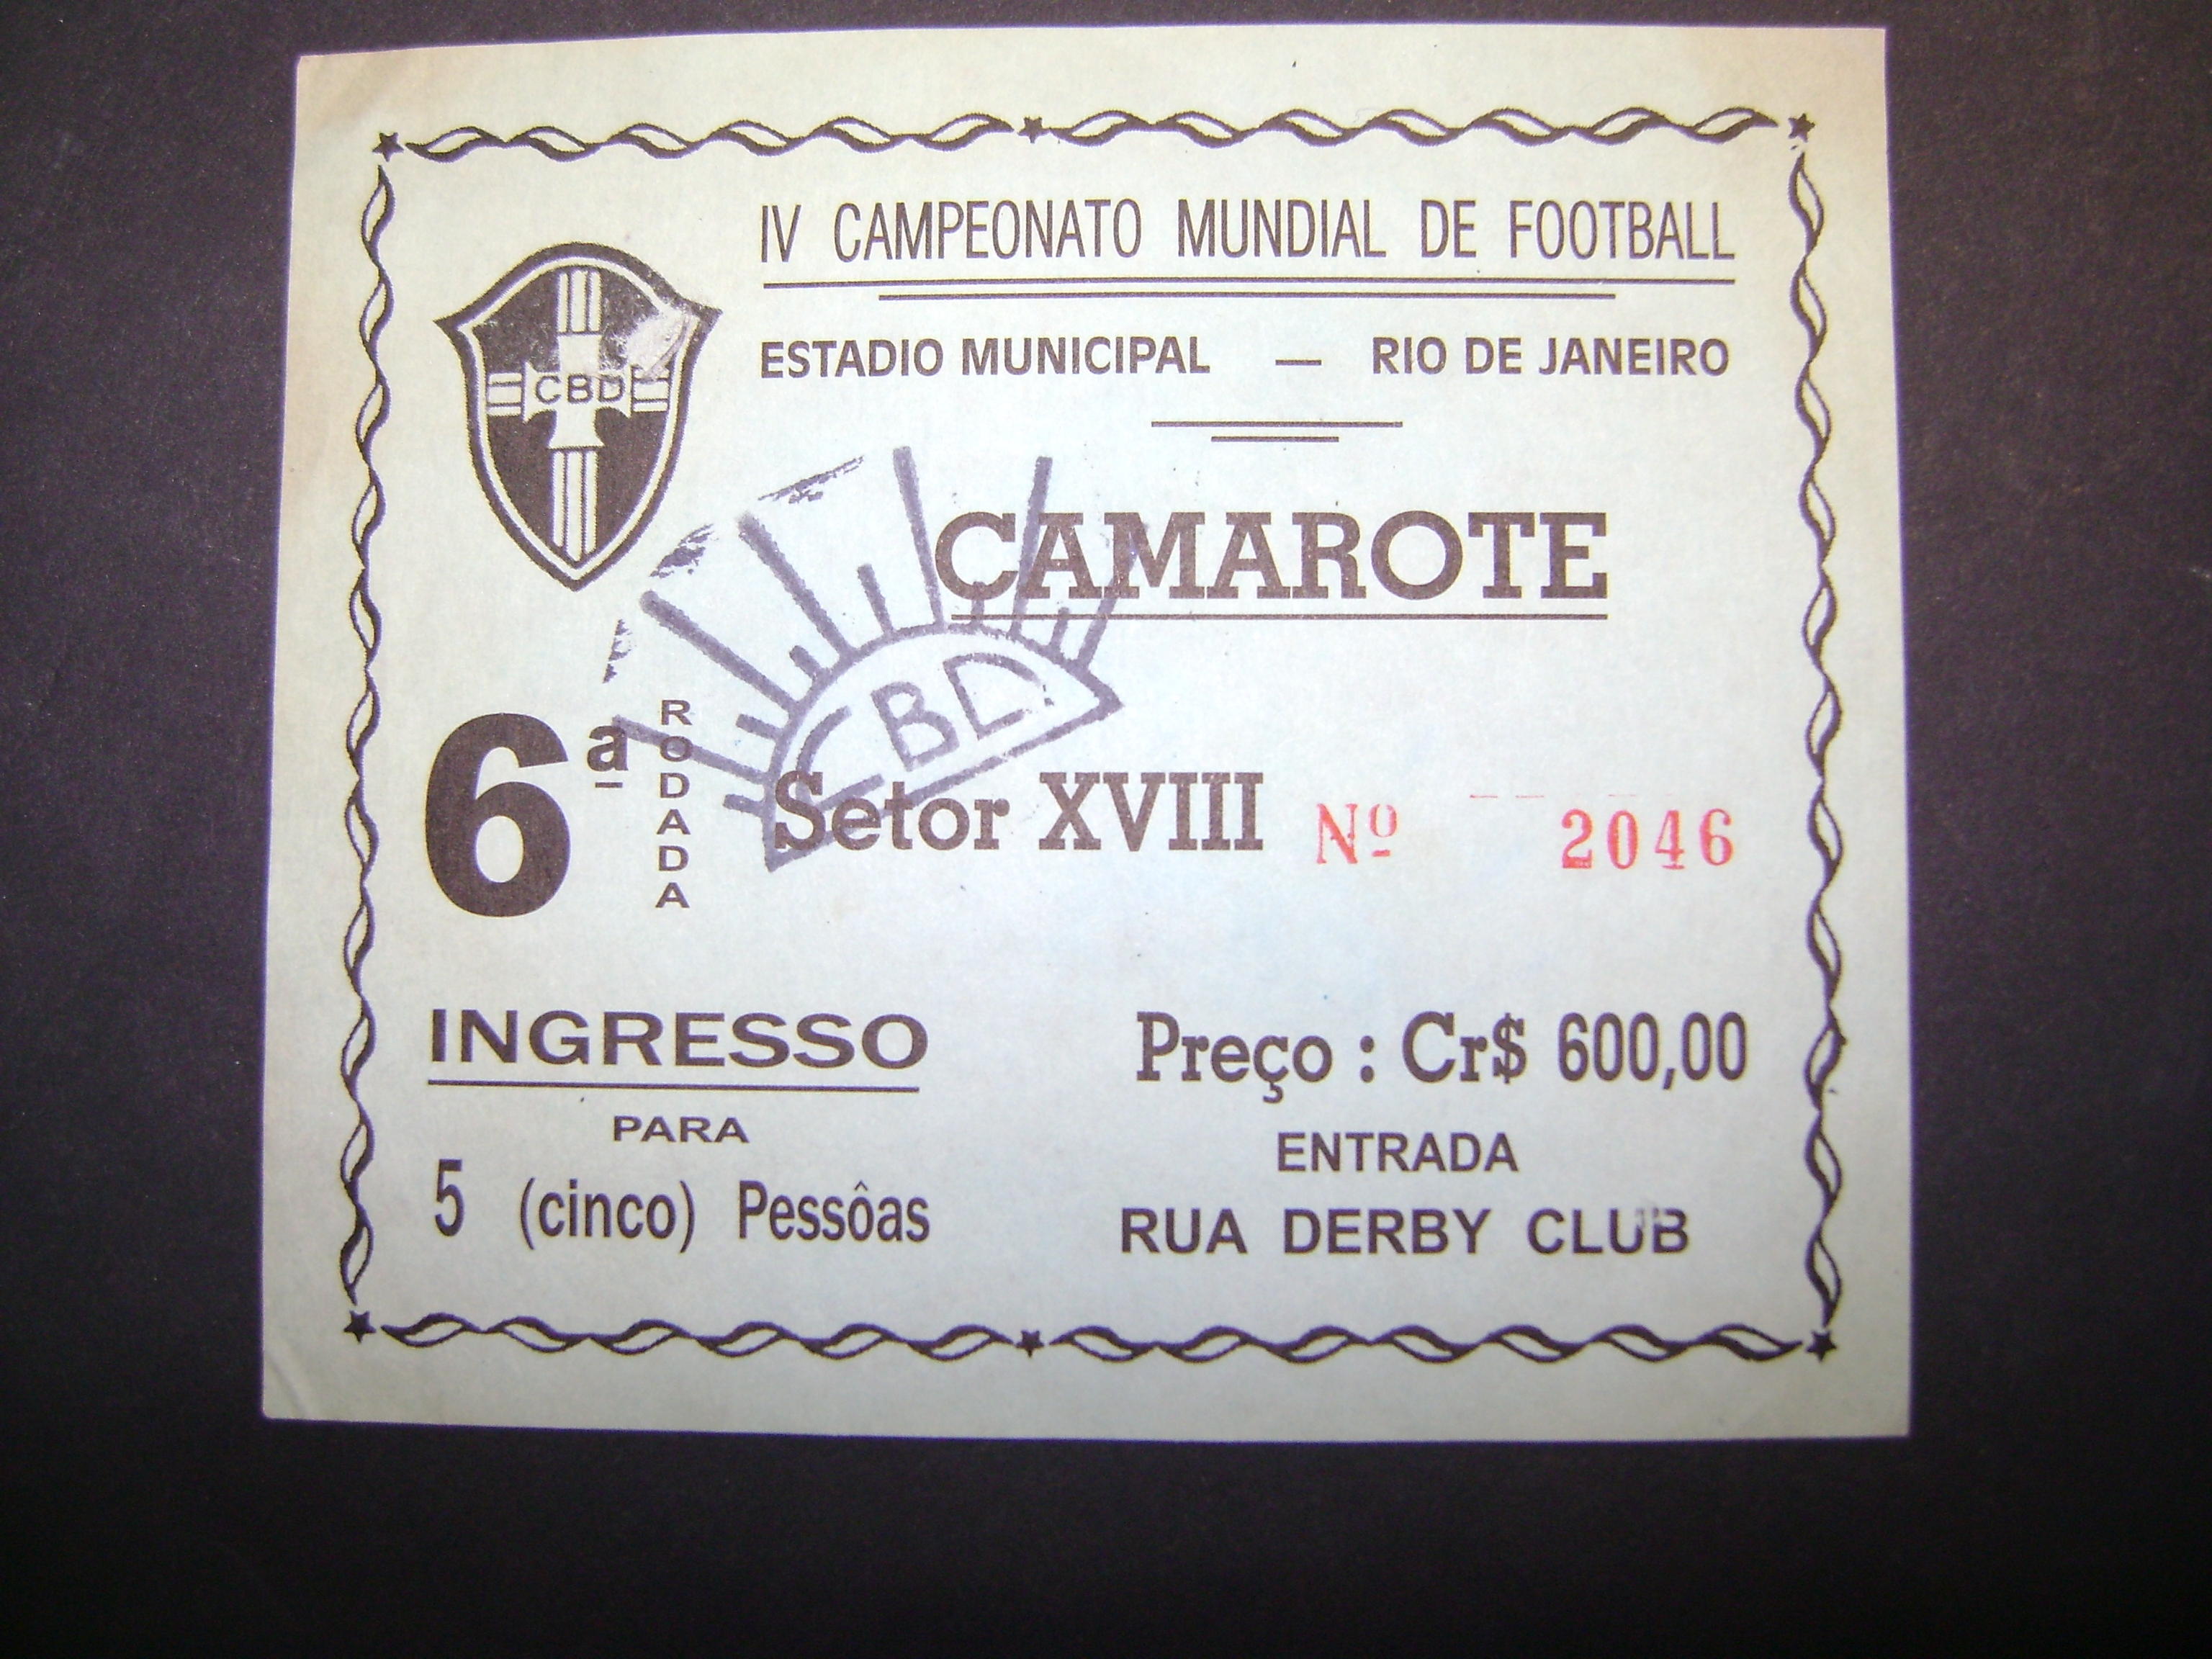 IV CAMPEONATO MUNDIAL DE FOOTBALL
ESTADIO MUNICIPAL — RIO DE JANEIRO
CBD
CAMAROTE
CBD
6ª RODADA
Setor XVIII Nº 2046
INGRESSO
PARA
5 (cinco) Pessôas
Preço : Cr$ 600,00
ENTRADA
RUA DERBY CLUB